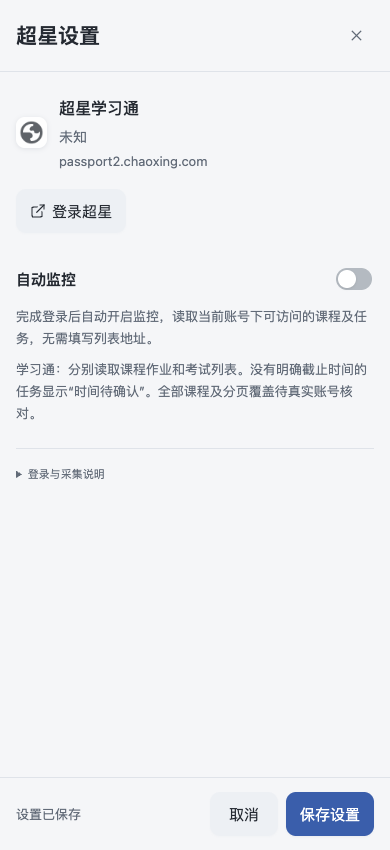 超星设置
超星学习通
未知
passport2.chaoxing.com
登录超星
自动监控
完成登录后自动开启监控，读取当前账号下可访问的课程及任
务，无需填写列表地址。
学习通：分别读取课程作业和考试列表。没有明确截止时间的
任务显示“时间待确认”。全部课程及分页覆盖待真实账号核
对。
登录与采集说明
设置已保存
取消
保存设置